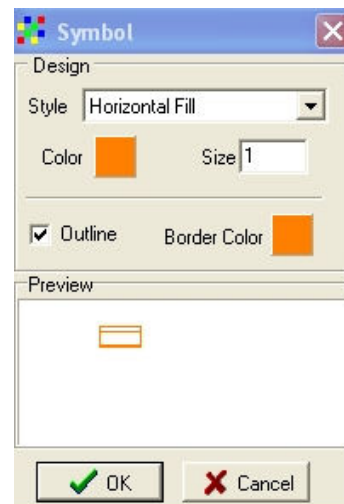 Symbol
Design
Style Horizontal Fill
Color Size 1
Outline Border Color
Preview
OK Cancel